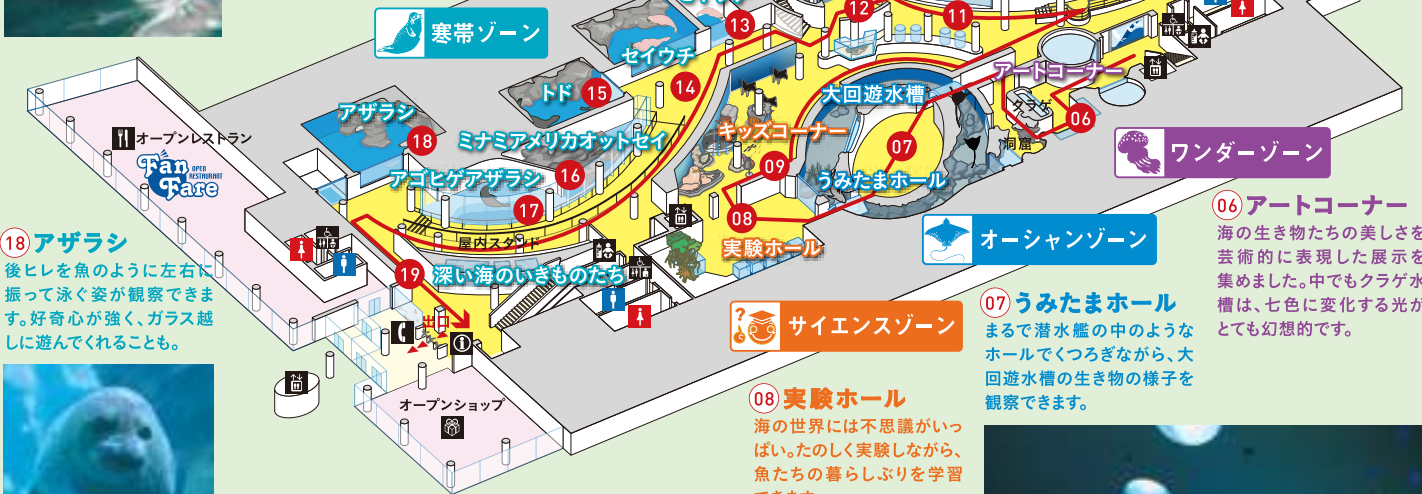 寒帯ゾーン
13
12
11
セイウチ
14
アートコーナー
トド
15
大回遊水槽
クラゲ
06
アザラシ
18
ミナミアメリカオットセイ
キッズコーナー
07
洞窟
オープンレストラン
Fan Fare
OPEN
RESTAURANT
アゴヒゲアザラシ
16
09
うみたまホール
17
08
屋内スタンド
実験ホール
19
深い海のいきものたち
出口
オープンショップ
ワンダーゾーン
オーシャンゾーン
サイエンスゾーン
18 アザラシ
後ヒレを魚のように左右に
振って泳ぐ姿が観察できま
す。好奇心が強く、ガラス越
しに遊んでくれることも。
08 実験ホール
海の世界には不思議がいっ
ぱい。たのしく実験しながら、
魚たちの暮らしぶりを学習
07 うみたまホール
まるで潜水艦の中のような
ホールでくつろぎながら、大
回遊水槽の生き物の様子を
観察できます。
06 アートコーナー
海の生き物たちの美しさを
芸術的に表現した展示を
集めました。中でもクラゲ水
槽は、七色に変化する光が
とても幻想的です。